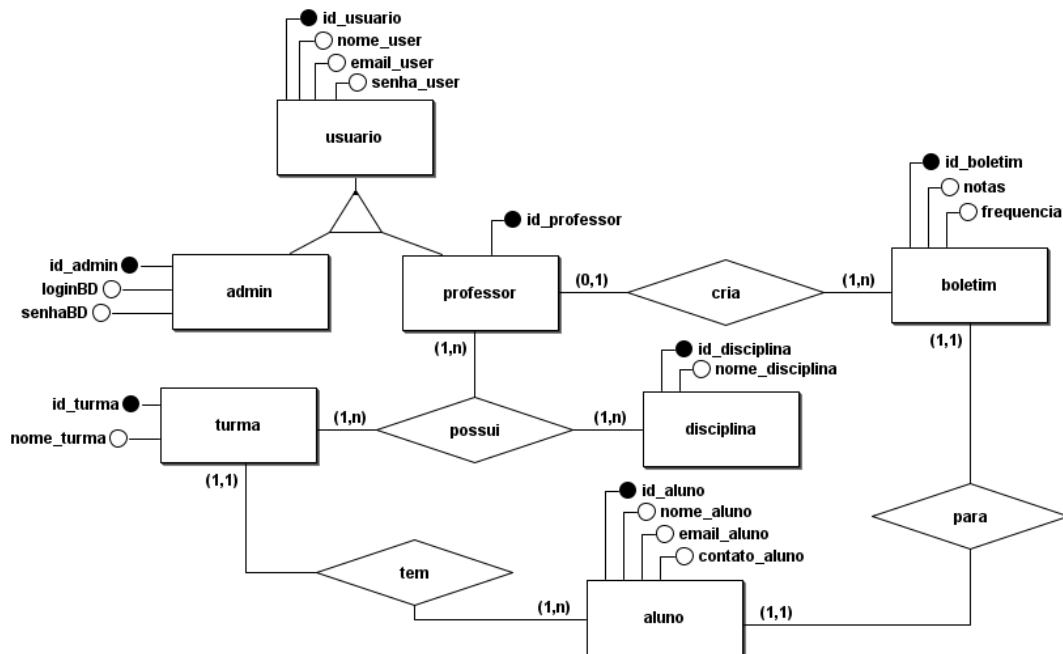 id_usuario
nome_user
email_user
senha_user
usuario
id_boletim
notas
frequencia
id_professor
id_admin
loginBD
senhaBD
admin
professor
(0,1)
cria
(1,n)
boletim
(1,n)
(1,1)
id_disciplina
nome_disciplina
id_turma
nome_turma
turma
(1,n)
possui
(1,n)
disciplina
(1,1)
id_aluno
nome_aluno
email_aluno
contato_aluno
para
tem
(1,n)
aluno
(1,1)